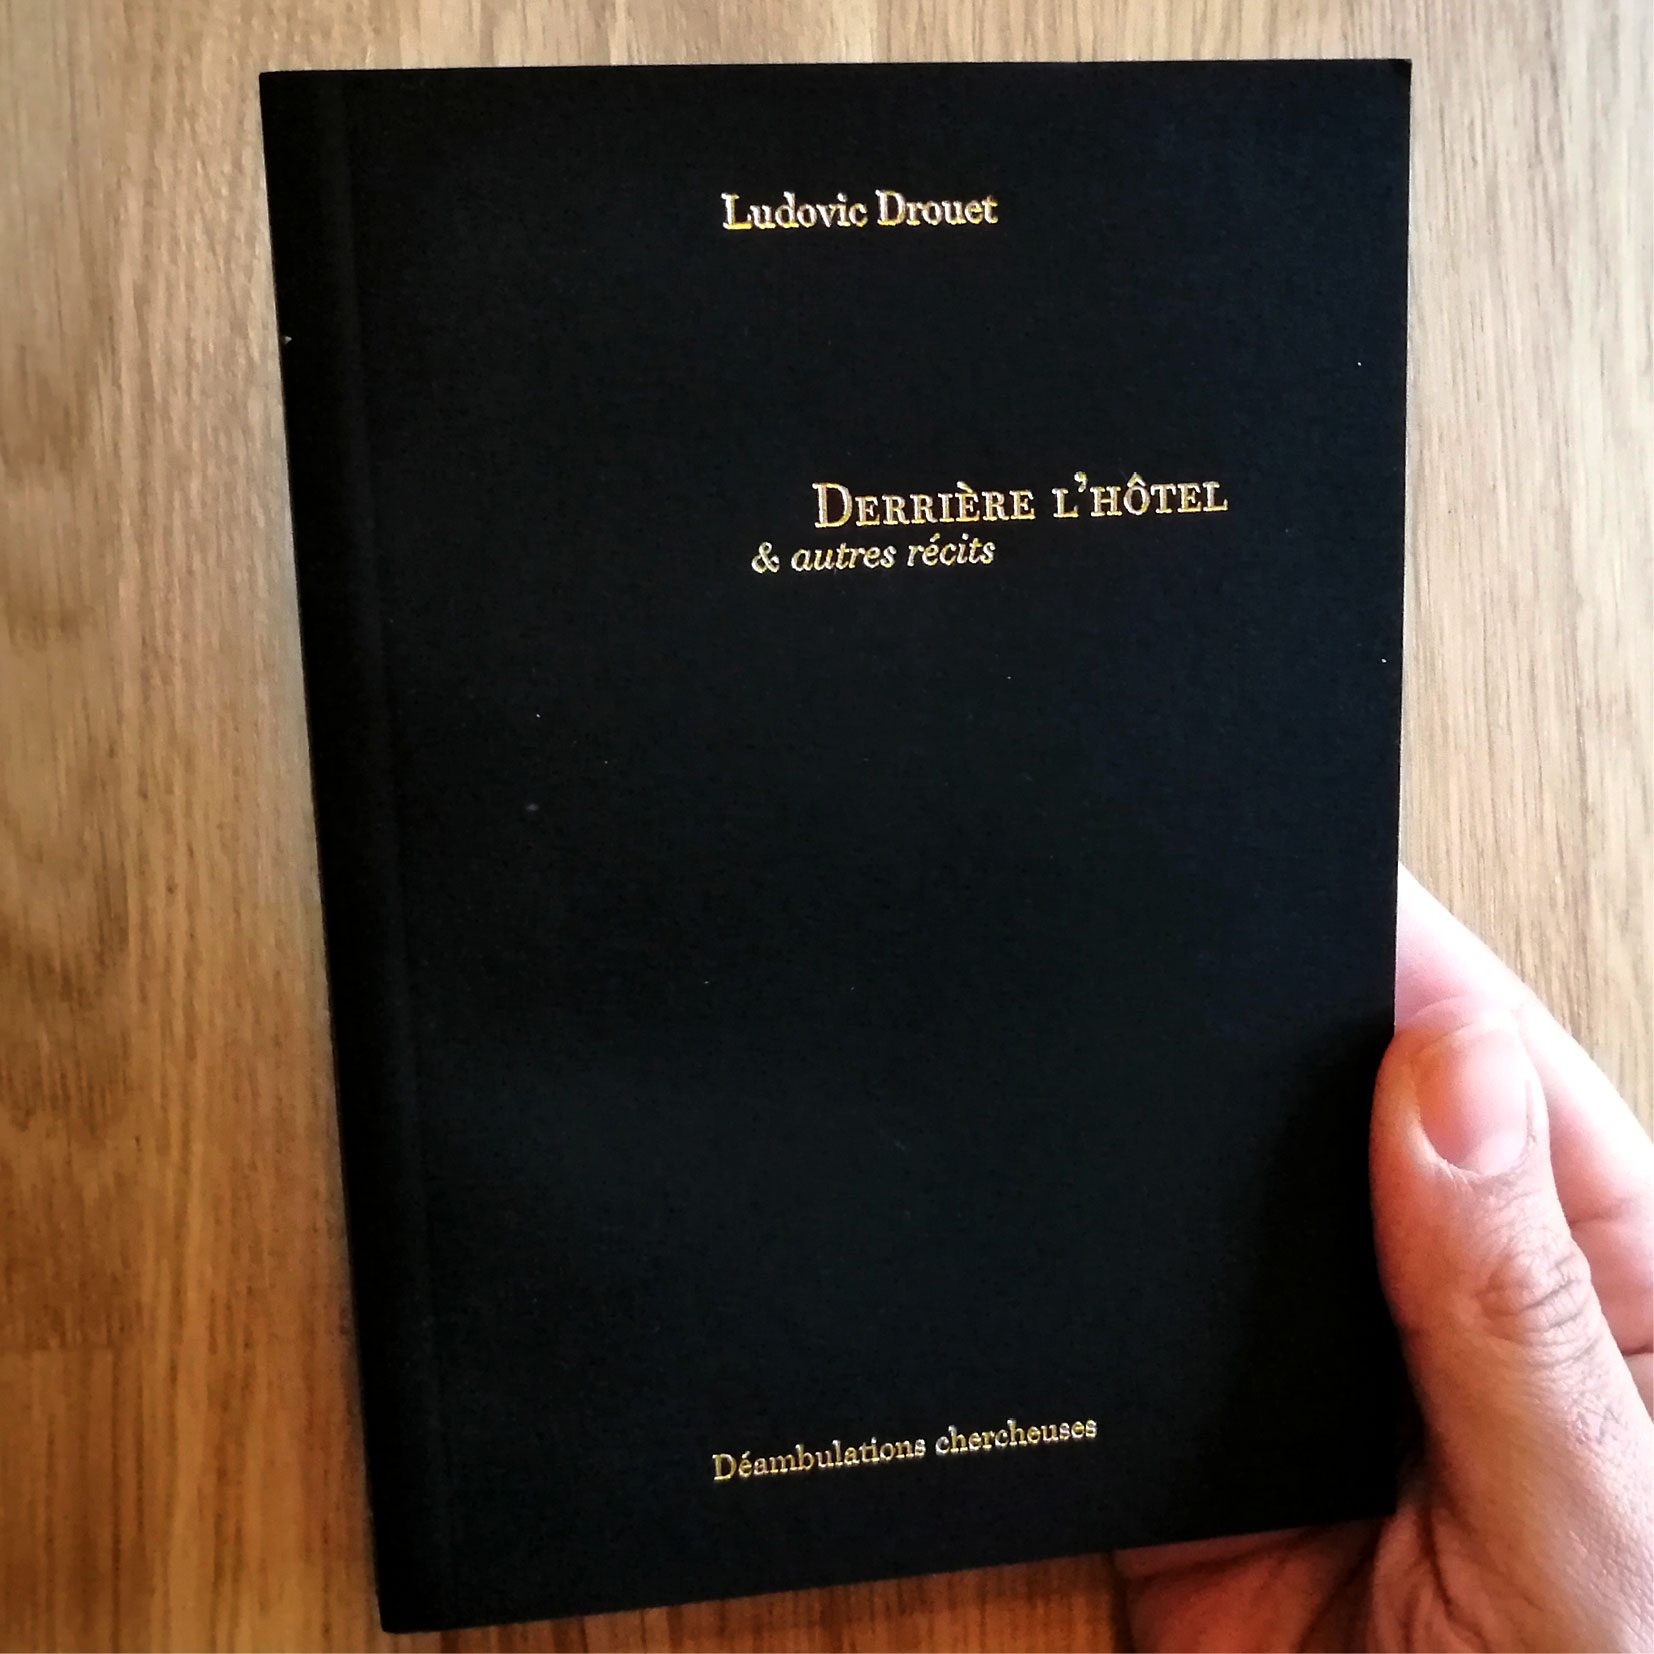 Ludovic Drouet
Derrière l'hôtel
& autres récits
Déambulations chercheuses